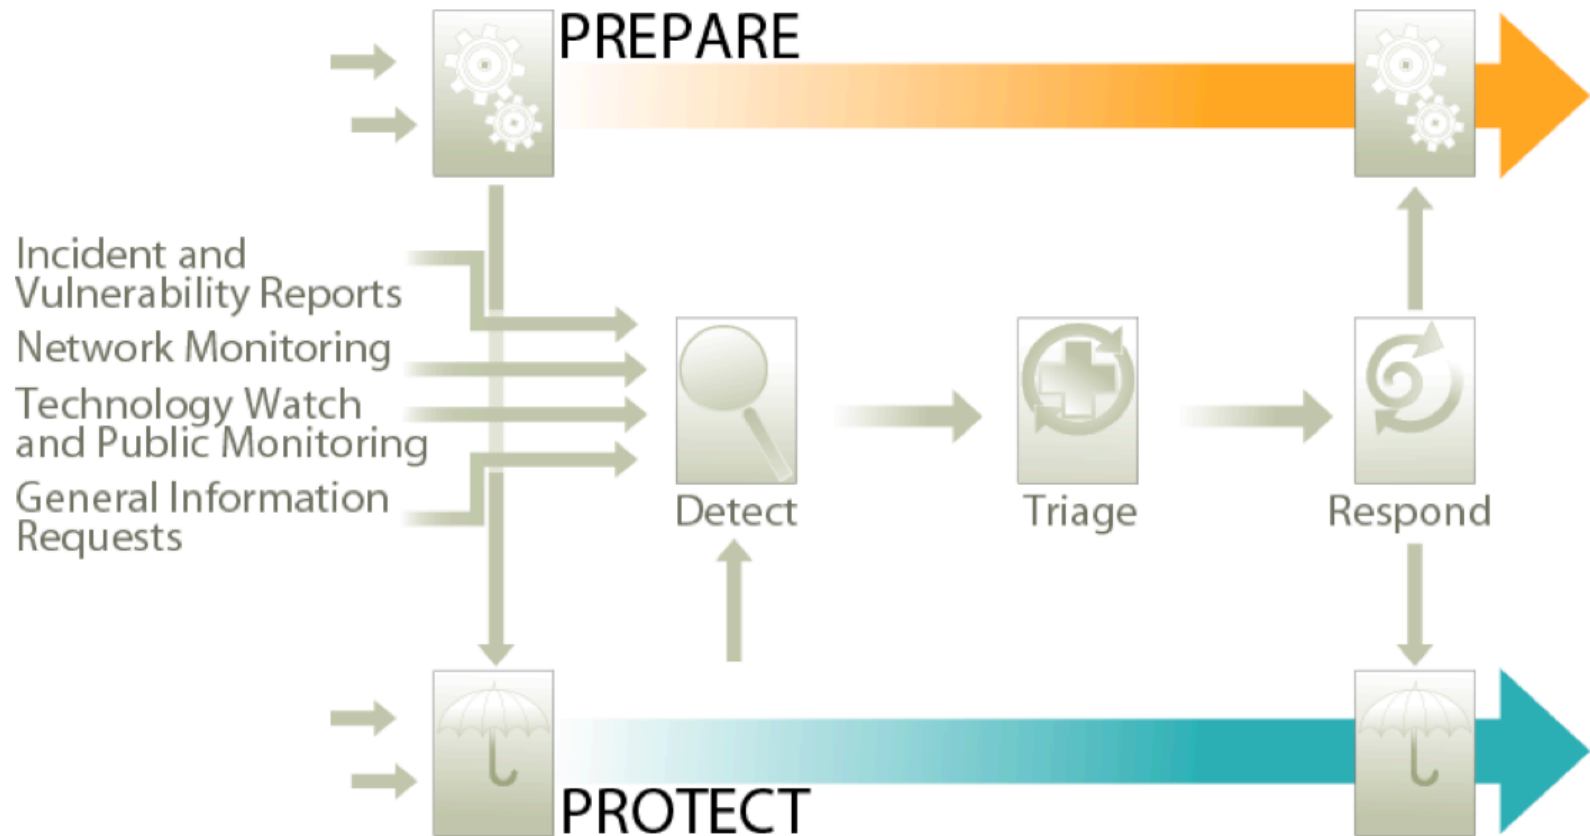 PREPARE
Incident and
Vulnerability Reports
Network Monitoring
Technology Watch
and Public Monitoring
General Information
Requests
Detect
Triage
Respond
PROTECT